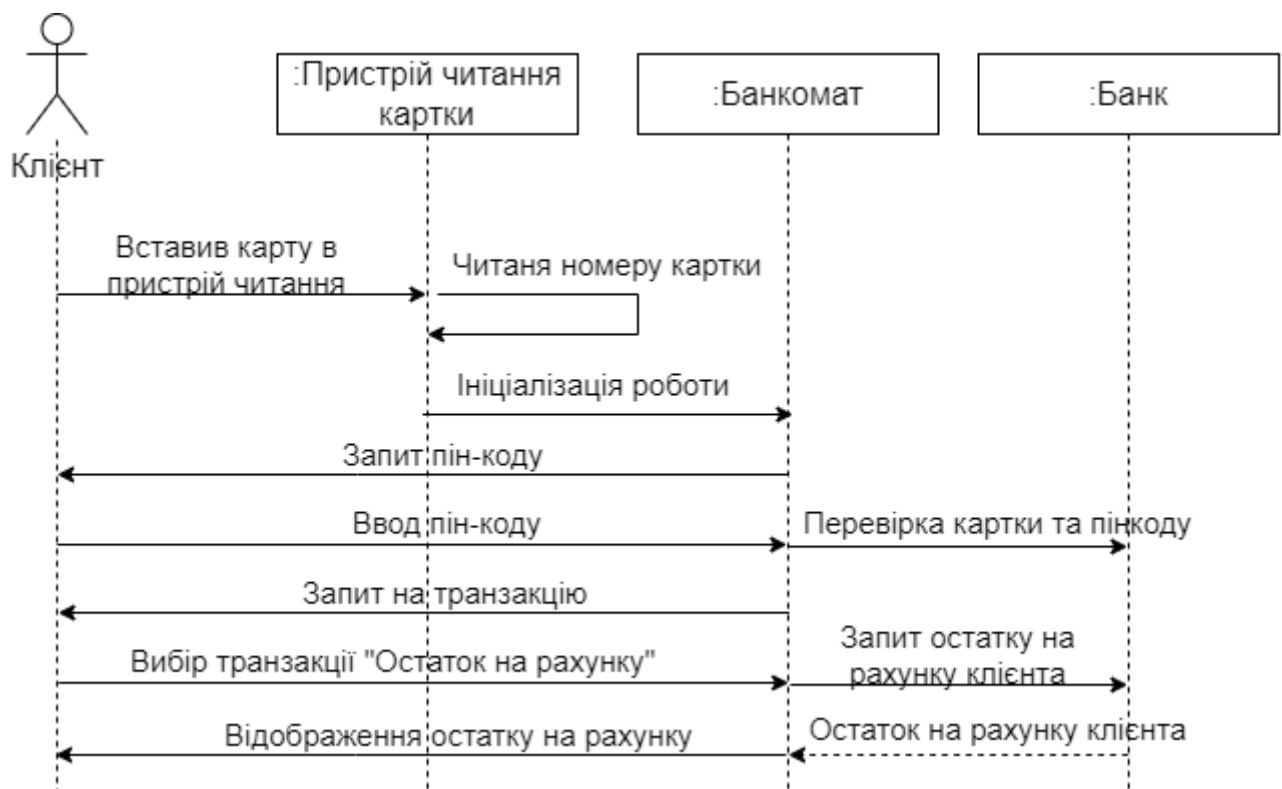 :Пристрій читання
картки
:Банкомат
:Банк
Клієнт
Вставив карту в
пристрій читання
Читаня номеру картки
Ініціалізація роботи
Запит пін-коду
Ввод пін-коду
Перевірка картки та пінкоду
Запит на транзакцію
Вибір транзакції "Остаток на рахунку"
Запит остатку на
рахунку клієнта
Відображення остатку на рахунку
Остаток на рахунку клієнта